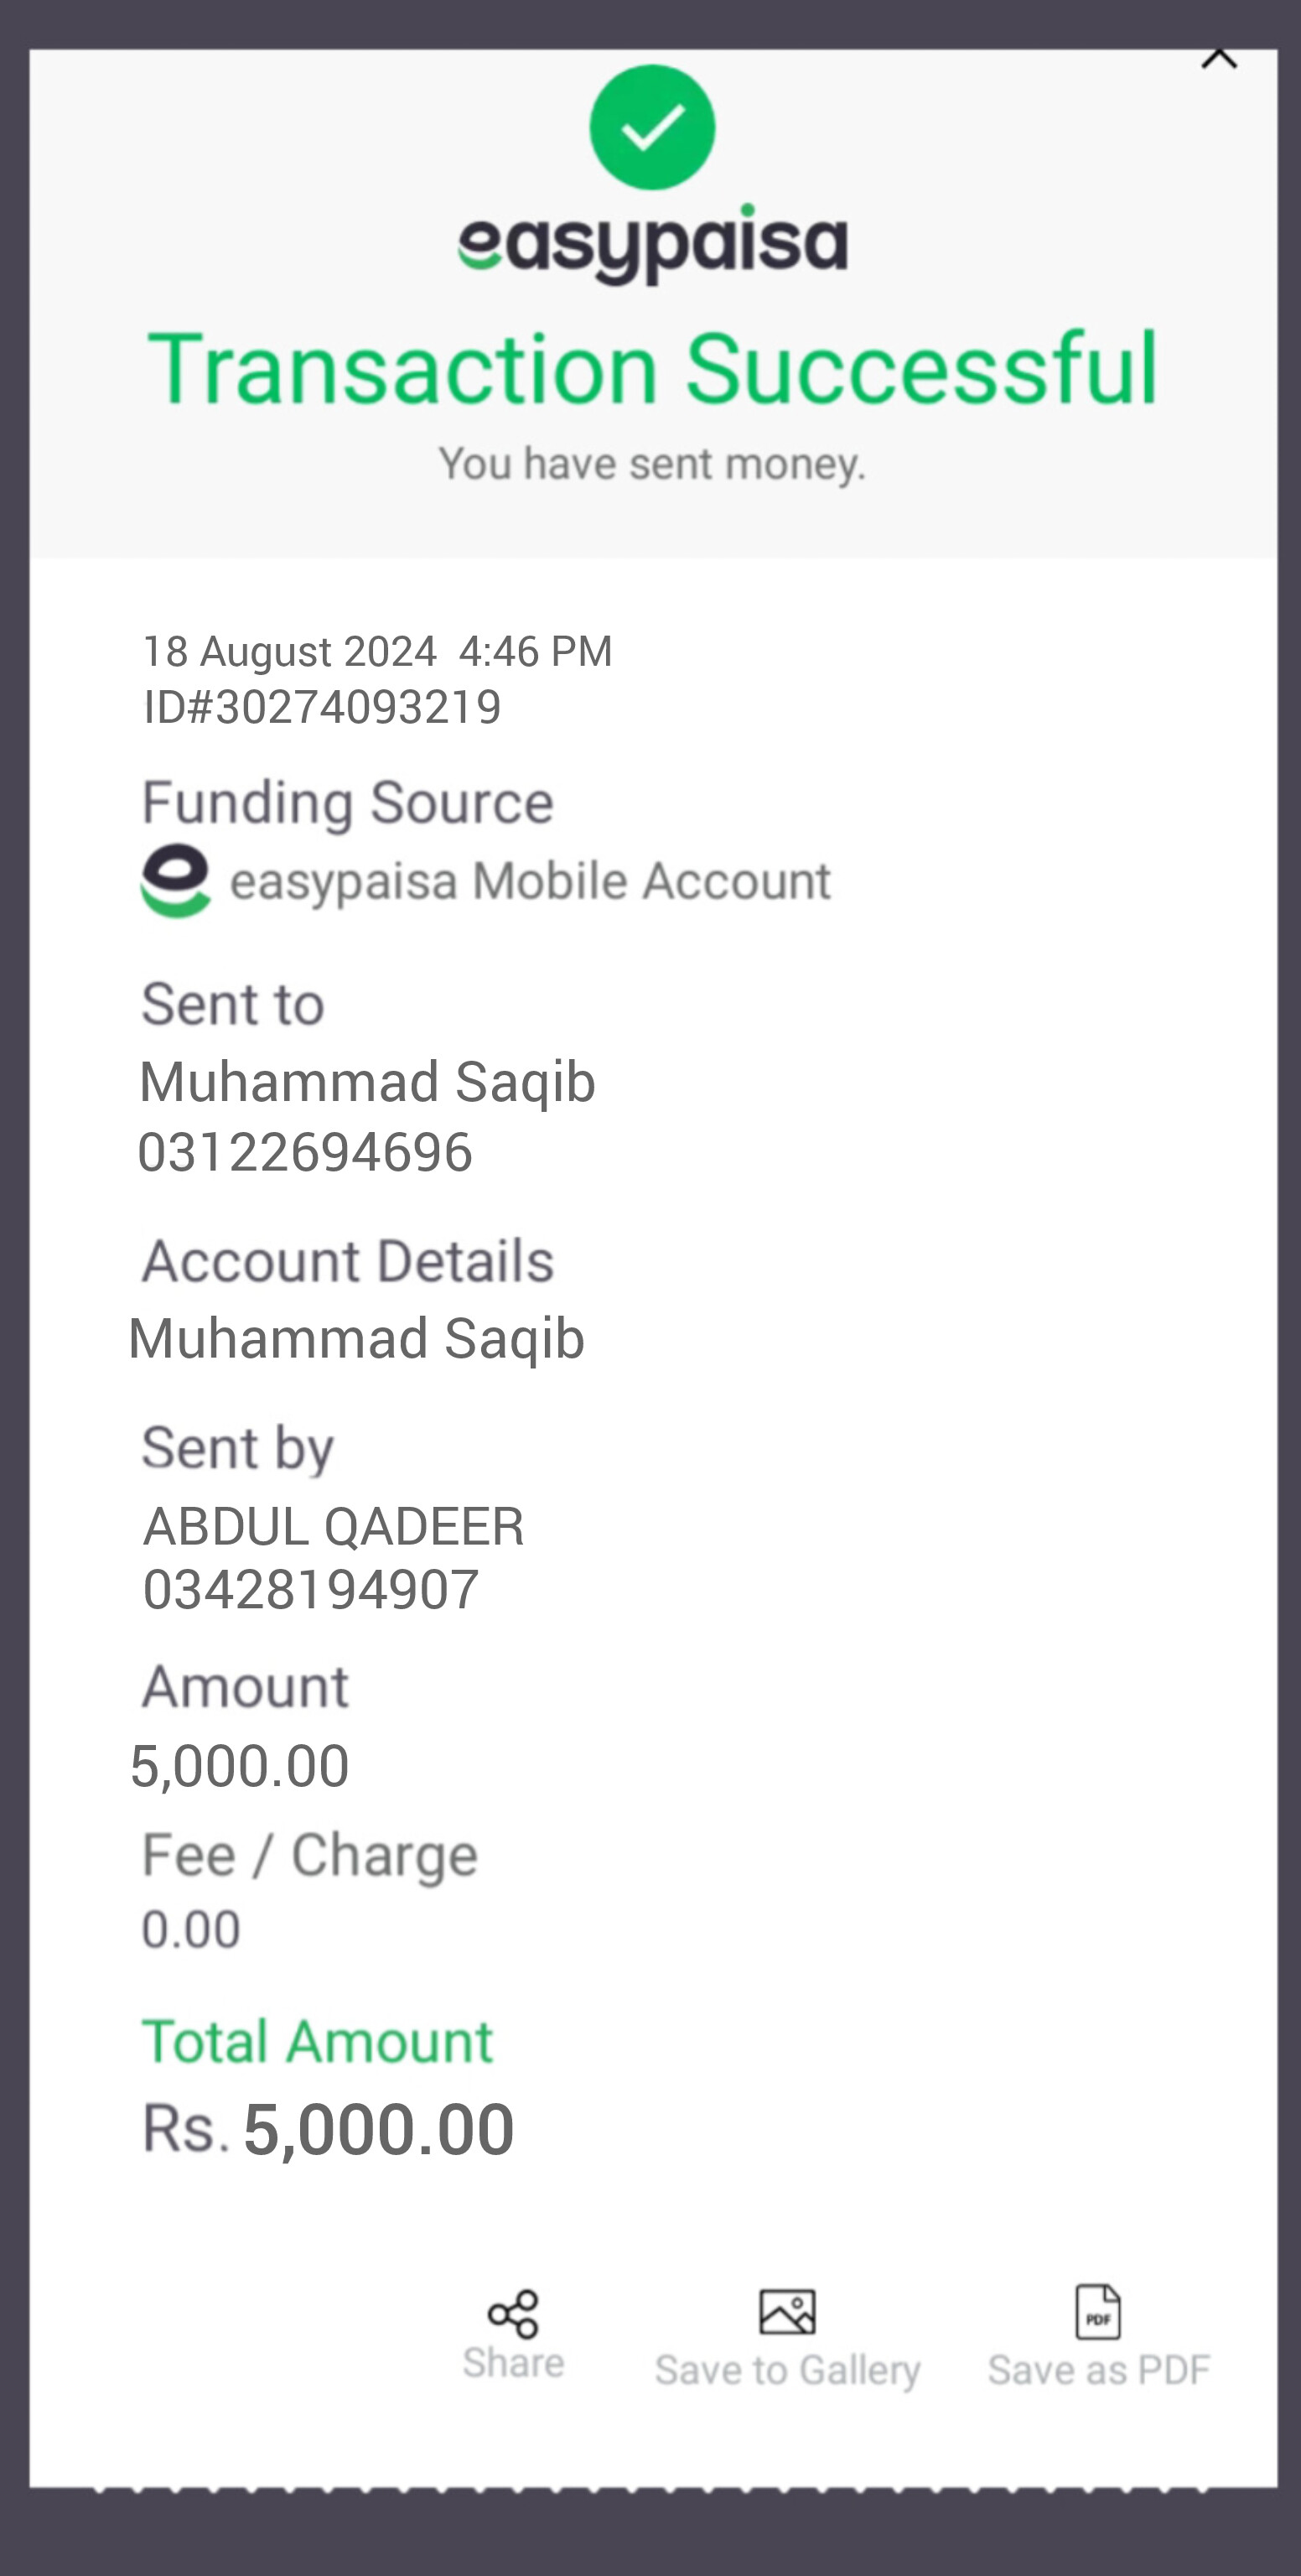 easypaisa
Transaction Successful
You have sent money.
18 August 2024 4:46 PM
ID#30274093219
Funding Source
easypaisa Mobile Account
Sent to
Muhammad Saqib
03122694696
Account Details
Muhammad Saqib
Sent by
ABDUL QADEER
03428194907
Amount
5,000.00
Fee / Charge
0.00
Total Amount
Rs. 5,000.00
Share
Save to Gallery
PDF
Save as PDF